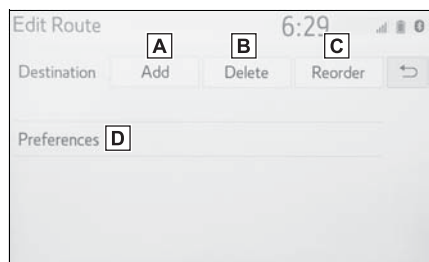 Edit Route 6:29
A B C
Destination Add Delete Reorder
Preferences D